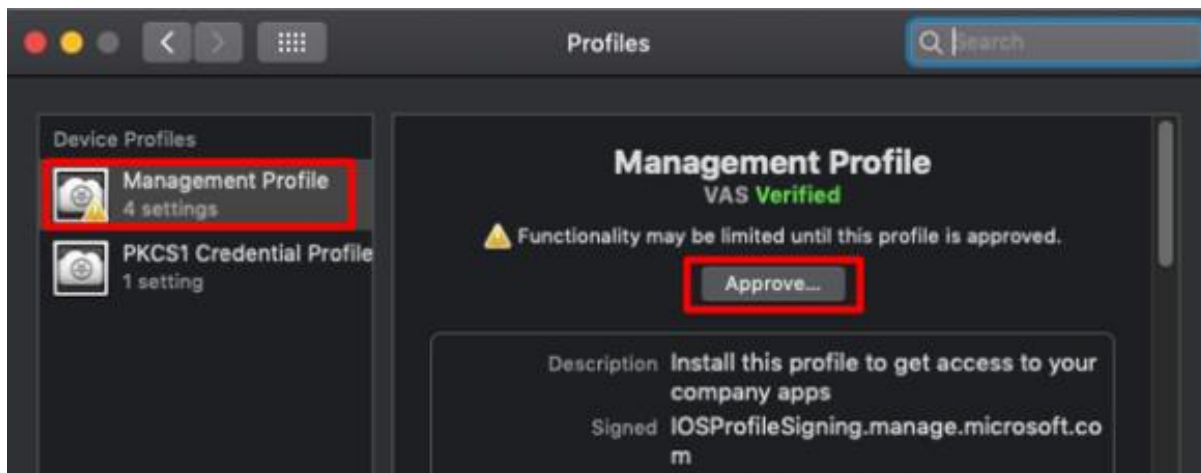 Profiles
Search
Device Profiles
Management Profile
4 settings
PKCS1 Credential Profile
1 setting
Management Profile
VAS Verified
Functionality may be limited until this profile is approved.
Approve...
Description Install this profile to get access to your
company apps
Signed IOSProfileSigning.manage.microsoft.co
m